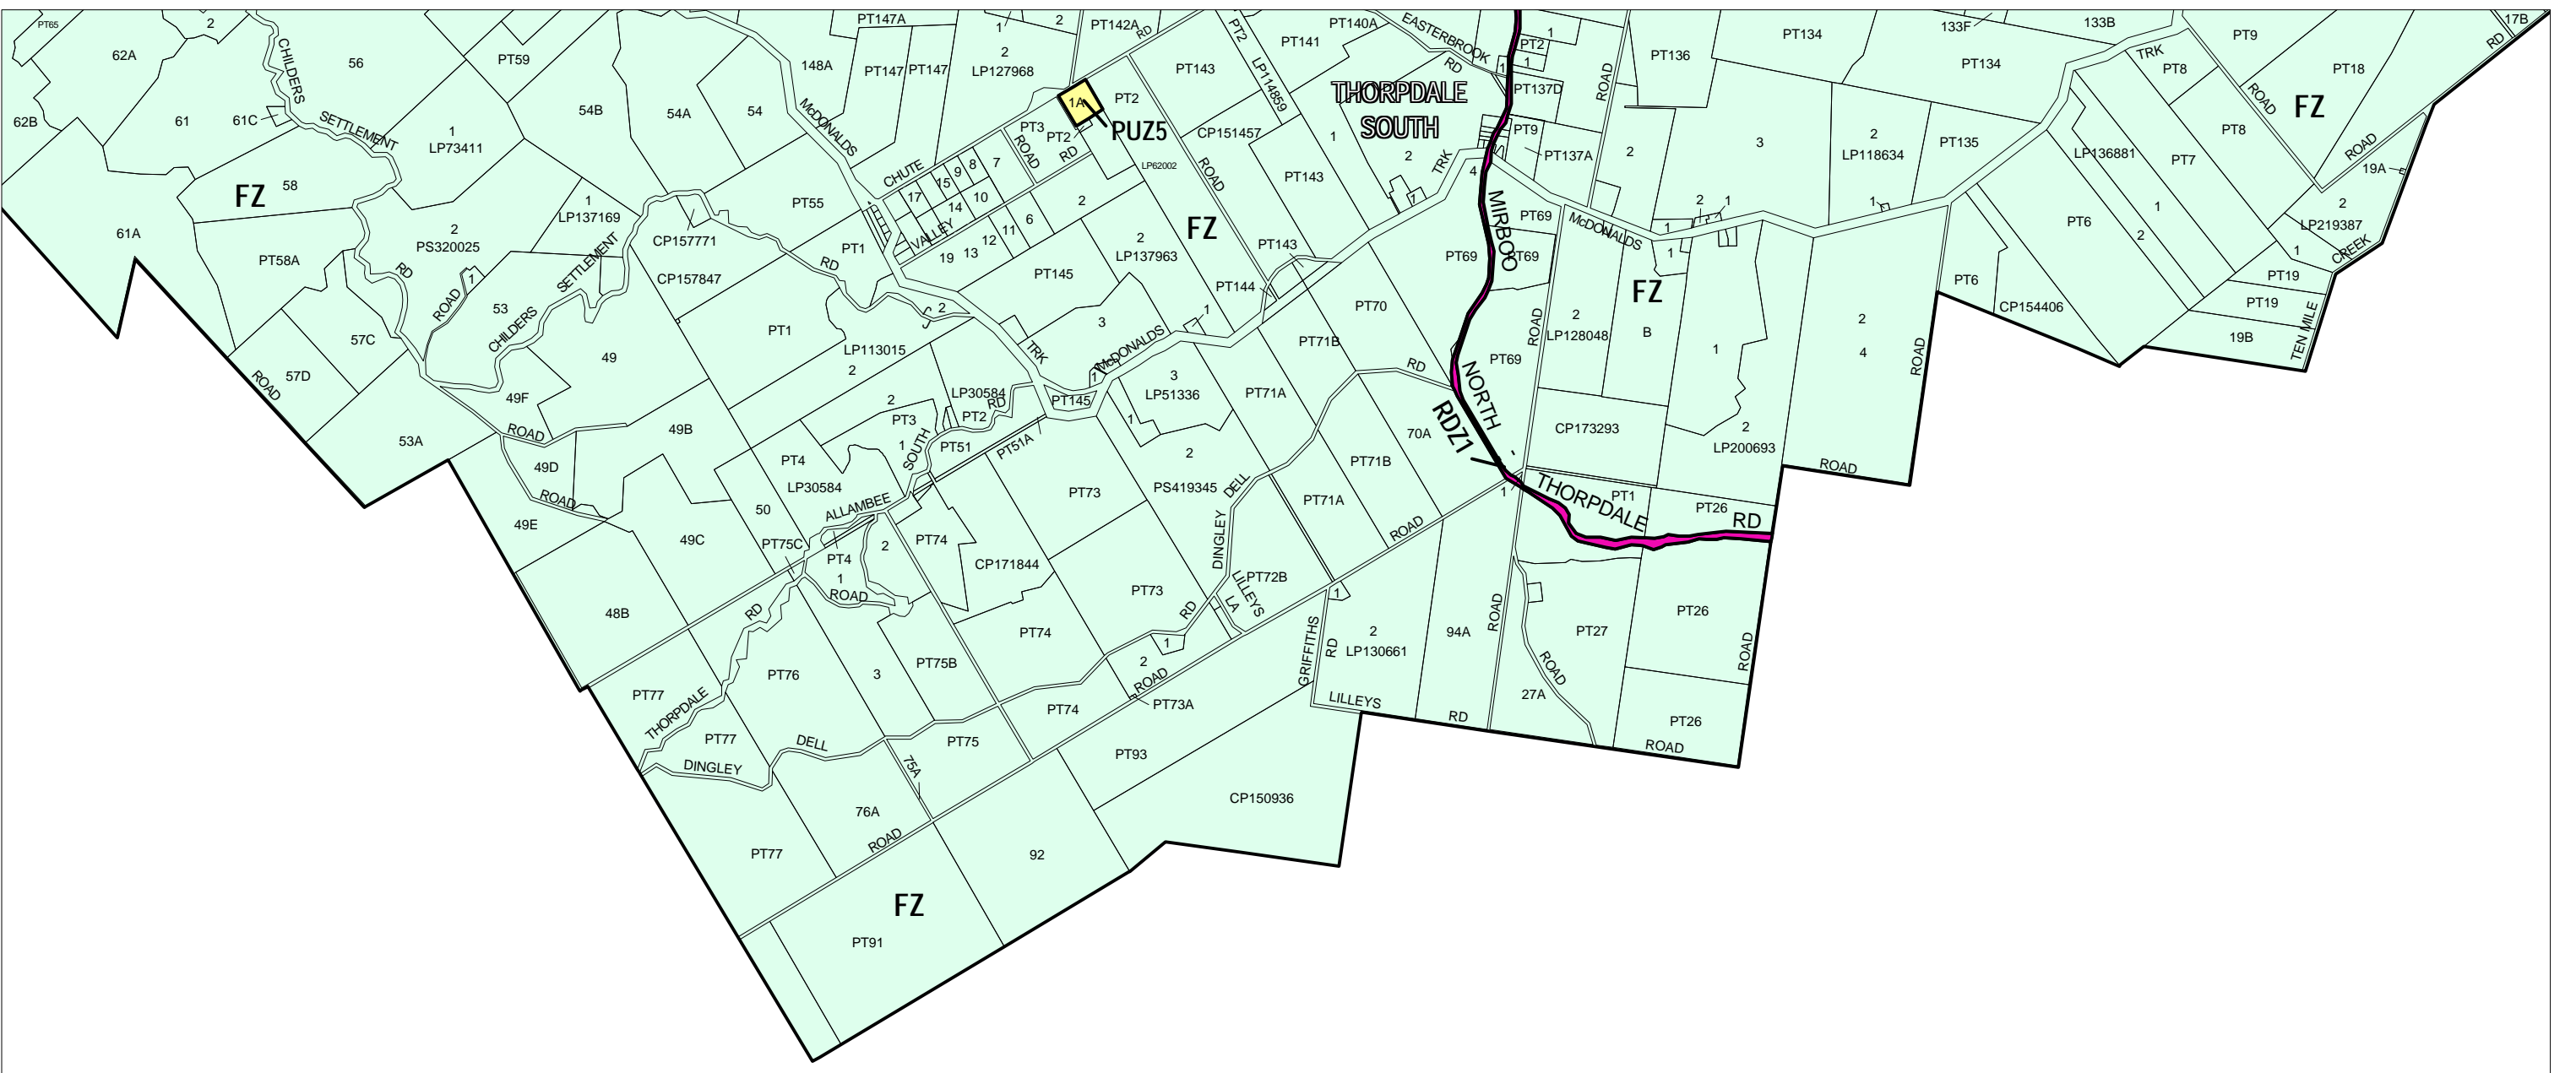 PT65
2
62A
CHILDERS
56
PT59
PT147A
148A
PT147
PT147
1
2
2
LP127968
PT142A
RD
PT2
PT143
LP114859
PT141
PT140A
EASTERBROOK
RD
1
PT2
1
1
PT137D
ROAD
PT136
PT134
133F
133B
PT134
TRK
PT9
PT8
ROAD
PT18
FZ
17B
RD
62B
61
61C
SETTLEMENT
1
LP73411
54B
54A
54
McDONALDS
1A
PT2
PUZ5
PT3
PT2
RD
ROAD
LP62002
CP151457
PT143
ROAD
THORPDALE
SOUTH
1
2
TRK
4
PT9
PT137A
2
3
2
LP118634
PT135
LP136881
PT7
PT8
ROAD
19A
FZ
58
61A
PT58A
2
PS320025
1
LP137169
CHUTE
17
15
9
8
7
14
10
VALLEY
19
13
12
11
6
2
PT55
CP157771
CP157847
PT1
RD
PT145
2
LP137963
FZ
PT143
PT144
1
MIRBOO
PT69
PT69
PT69
McDONALDS
1
1
2
1
1
FZ
PT6
2
1
2
LP219387
1
CREEK
PT19
PT19
19B
TEN MILE
PT6
CP154406
RD
ROAD
1
53
CHILDERS
SETTLEMENT
57C
57D
ROAD
49
PT1
LP113015
2
2
TRK
3
McDONALDS
1
1
PT70
PT71B
RD
PT69
ROAD
2
LP128048
B
1
2
4
ROAD
49F
53A
ROAD
49D
ROAD
49E
49B
49C
50
PT4
LP30584
2
PT3
1
SOUTH
LP30584
PT2
RD
PT51
PT51A
PT145
3
LP51336
1
2
PS419345
PT71A
PT71B
PT71A
70A
NORTH
RDZ1
1
CP173293
2
LP200693
ROAD
THORPDALE
PT1
PT26
RD
ALLAMBEE
PT75C
PT4
1
2
ROAD
PT74
CP171844
PT73
PT73
DELL
DINGLEY
PT72B
LILLEYS
LA
ROAD
48B
RD
PT76
3
PT75B
PT74
RD
1
2
ROAD
PT73A
PT74
1
GRIFFITHS
RD
2
LP130661
94A
ROAD
PT27
PT26
ROAD
ROAD
27A
PT26
ROAD
LILLEYS
RD
PT77
THORPDALE
PT77
DINGLEY
DELL
PT75
75A
76A
ROAD
PT77
PT93
CP150936
92
FZ
PT91